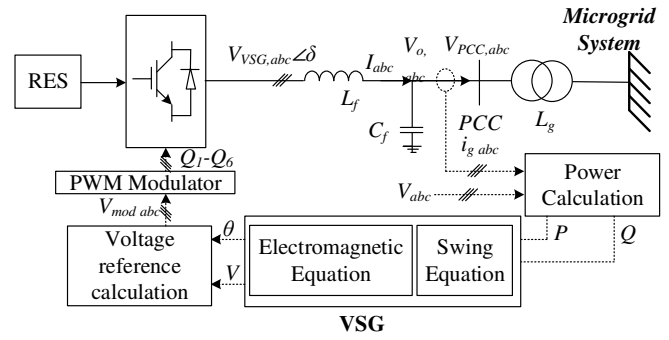 Microgrid
System
RES
V_VSG,abc∠δ
I_abc
V_o, abc
V_PCC,abc
L_f
C_f
PCC
i_g abc
L_g
Q_1-Q_6
PWM Modulator
V_mod abc
V_abc
Power
Calculation
Voltage
reference
calculation
θ
V
Electromagnetic
Equation
Swing
Equation
P
Q
VSG